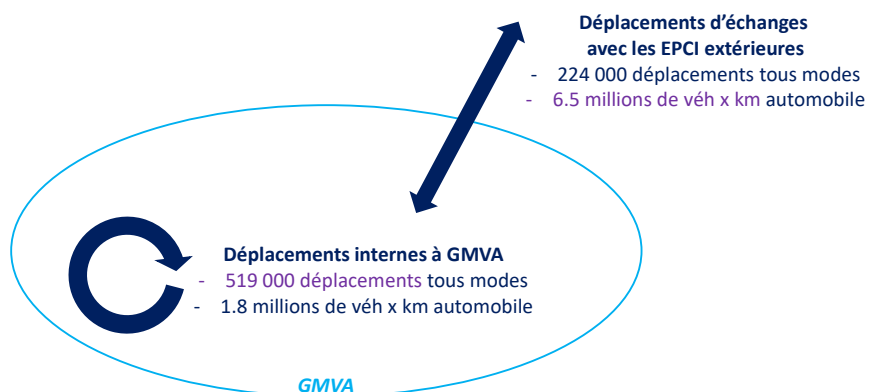 Déplacements d’échanges
avec les EPCI extérieures
- 224 000 déplacements tous modes
- 6.5 millions de véh x km automobile
Déplacements internes à GMVA
- 519 000 déplacements tous modes
- 1.8 millions de véh x km automobile
GMVA